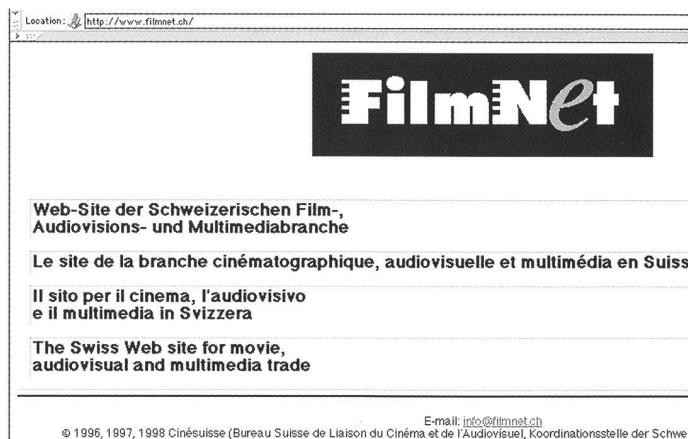 Location: http://www.filmnet.ch/
FilmNet
Web-Site der Schweizerischen Film-,
Audiovisions- und Multimediabranche
Le site de la branche cinématographique, audiovisuelle et multimédia en Suiss
Il sito per il cinema, l'audiovisivo
e il multimedia in Svizzera
The Swiss Web site for movie,
audiovisual and multimedia trade
E-mail: info@filmnet.ch
© 1996, 1997, 1998 Cinésuisse (Bureau Suisse de Liaison du Cinéma et de l'Audiovisuel, Koordinationsstelle der Schwe